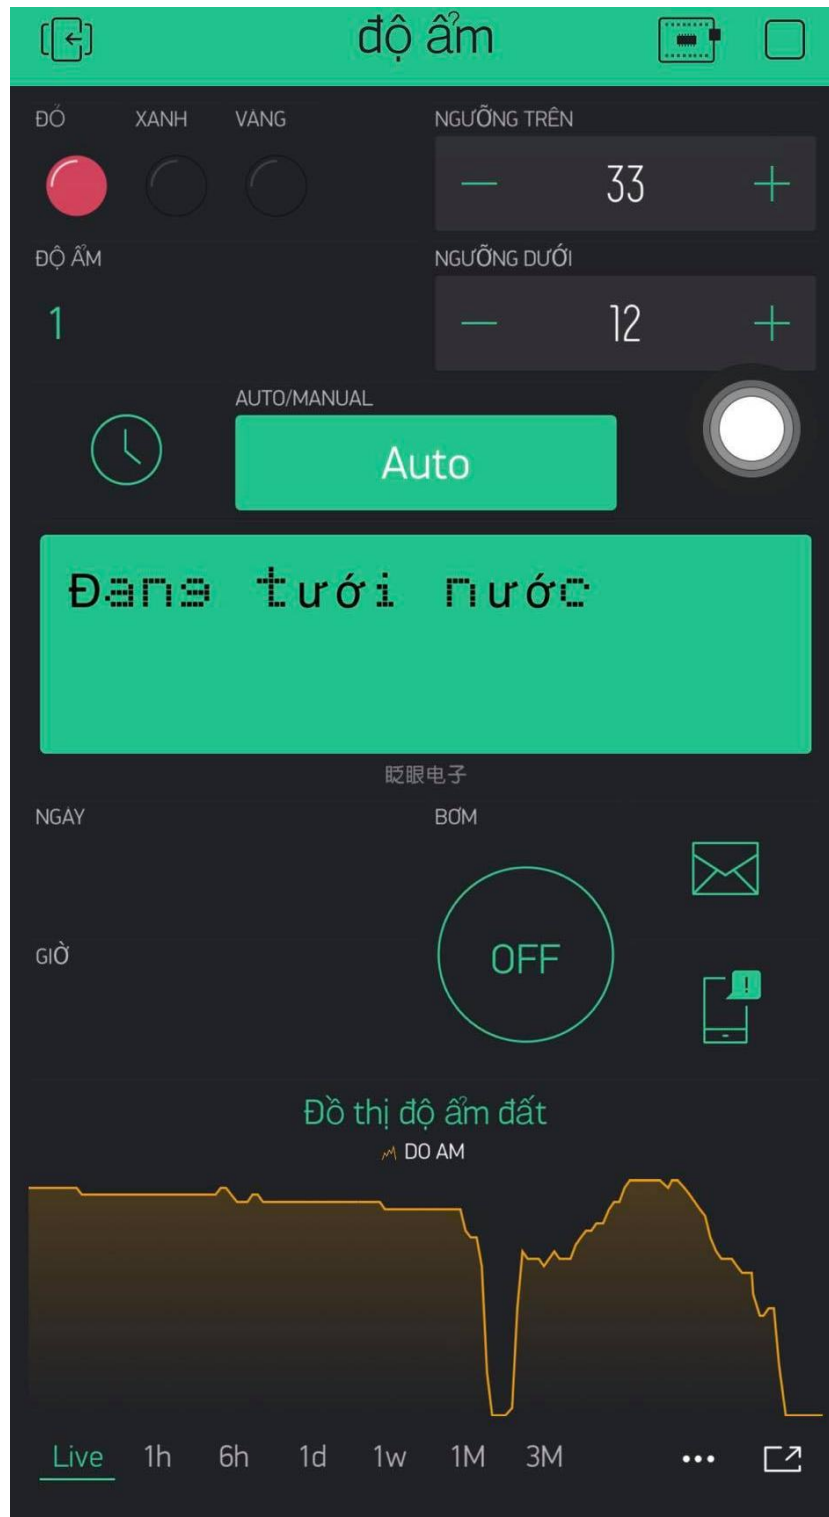 độ ẩm
ĐỎ XANH VÀNG NGƯỠNG TRÊN
33
ĐỘ ẨM NGƯỠNG DƯỚI
1 12
AUTO/MANUAL
Auto
Đang tưới nước
眨眼电子
NGÀY BƠM
GIỜ
OFF
Đồ thị độ ẩm đất
DO AM
Live 1h 6h 1d 1w 1M 3M